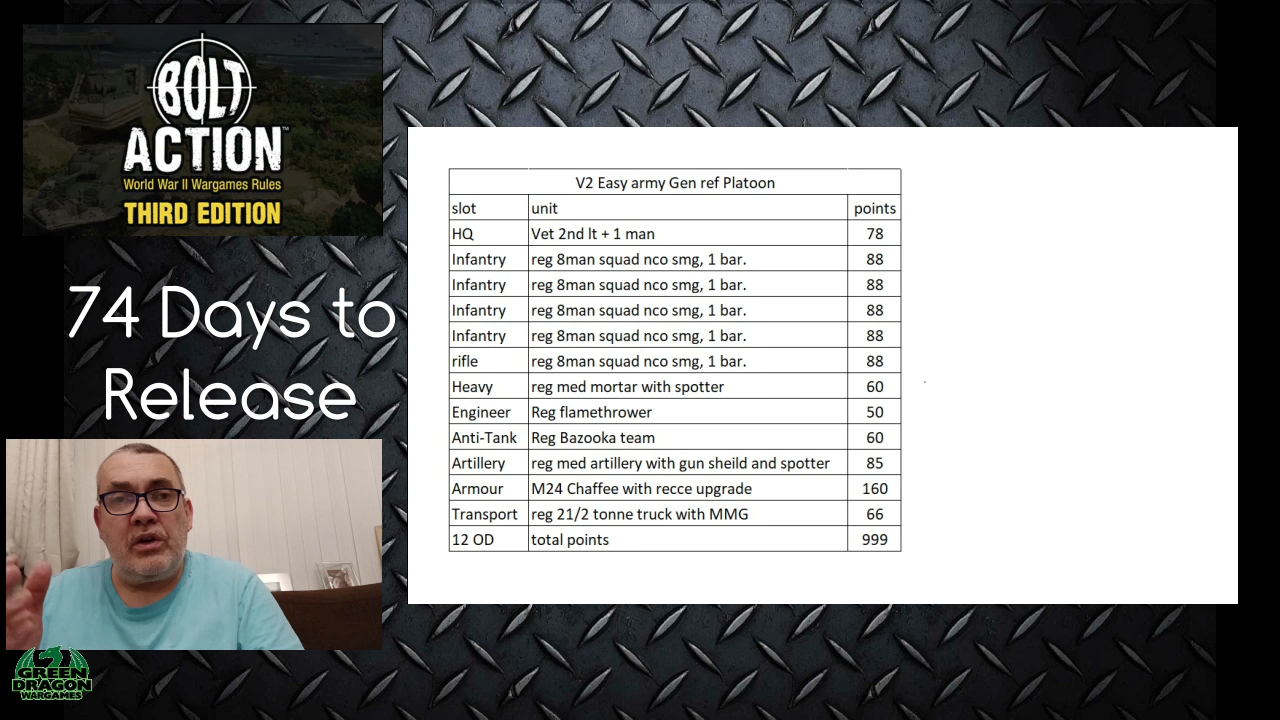 BOLT
ACTION™
World War II Wargames Rules
THIRD EDITION
74 Days to
Release
V2 Easy army Gen ref Platoon
slot unit points
HQ Vet 2nd lt + 1 man 78
Infantry reg 8man squad nco smg, 1 bar. 88
Infantry reg 8man squad nco smg, 1 bar. 88
Infantry reg 8man squad nco smg, 1 bar. 88
Infantry reg 8man squad nco smg, 1 bar. 88
rifle reg 8man squad nco smg, 1 bar. 88
Heavy reg med mortar with spotter 60
Engineer Reg flamethrower 50
Anti-Tank Reg Bazooka team 60
Artillery reg med artillery with gun sheild and spotter 85
Armour M24 Chaffee with recce upgrade 160
Transport reg 21/2 tonne truck with MMG 66
12 OD total points 999
GREEN
DRAGON
WARGAMES